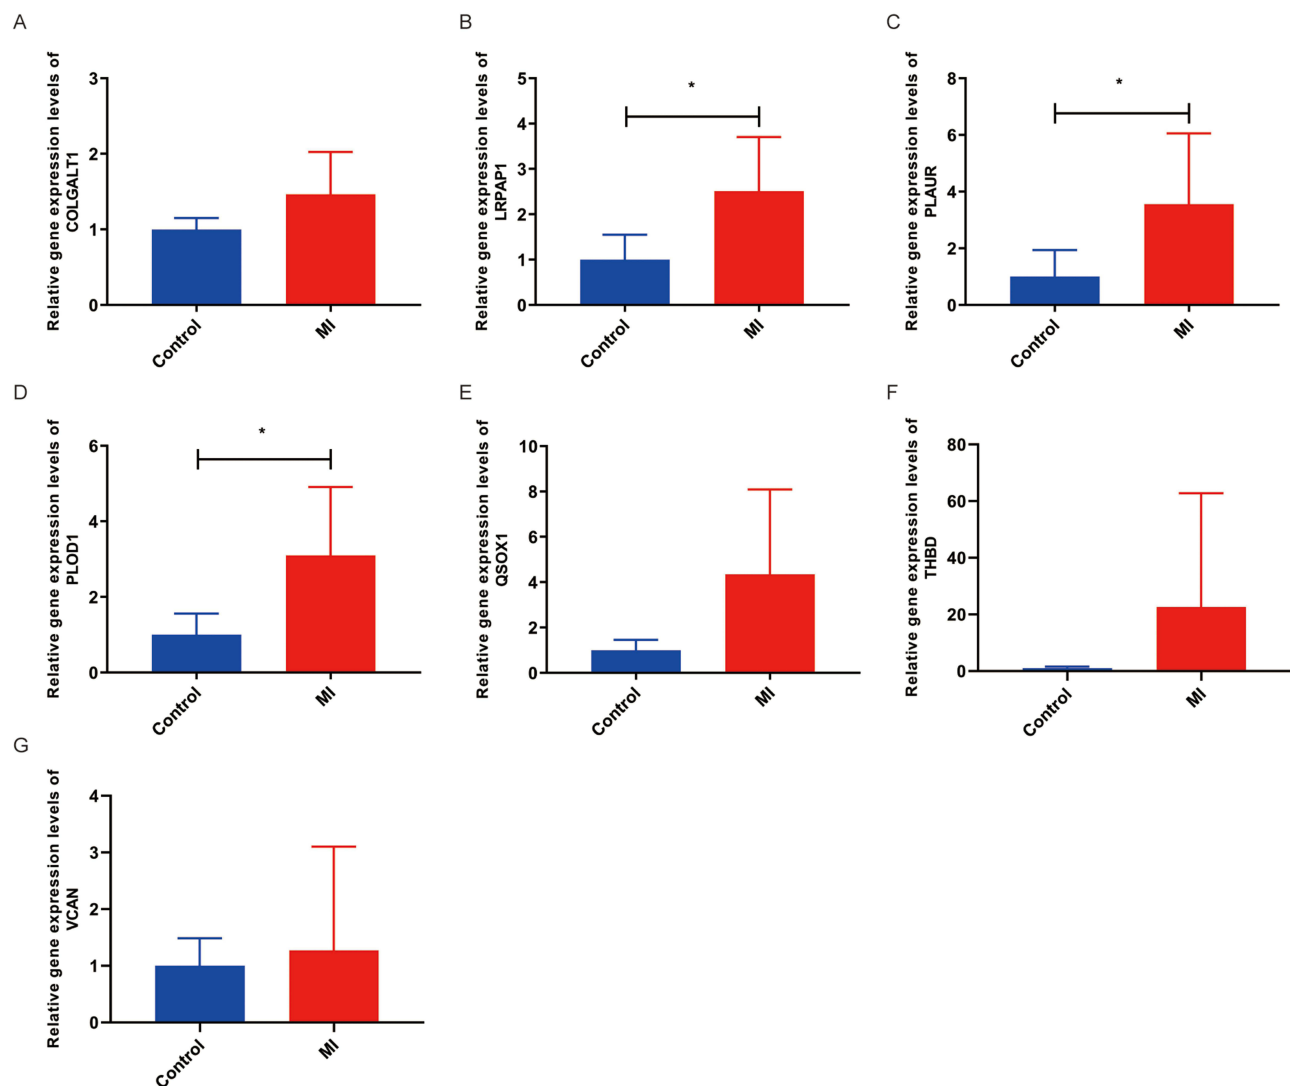 A
Relative gene expression levels of
COLGALT1
3
2
1
0
Control
MI
B
Relative gene expression levels of
LRPAP1
5
4
3
2
1
0
*
Control
MI
C
Relative gene expression levels of
PLAUR
8
6
4
2
0
*
Control
MI
D
Relative gene expression levels of
PLOD1
6
4
2
0
*
Control
MI
E
Relative gene expression levels of
QSOX1
10
8
6
4
2
0
Control
MI
F
Relative gene expression levels of
THBD
80
60
40
20
0
Control
MI
G
Relative gene expression levels of
VCAN
4
3
2
1
0
Control
MI